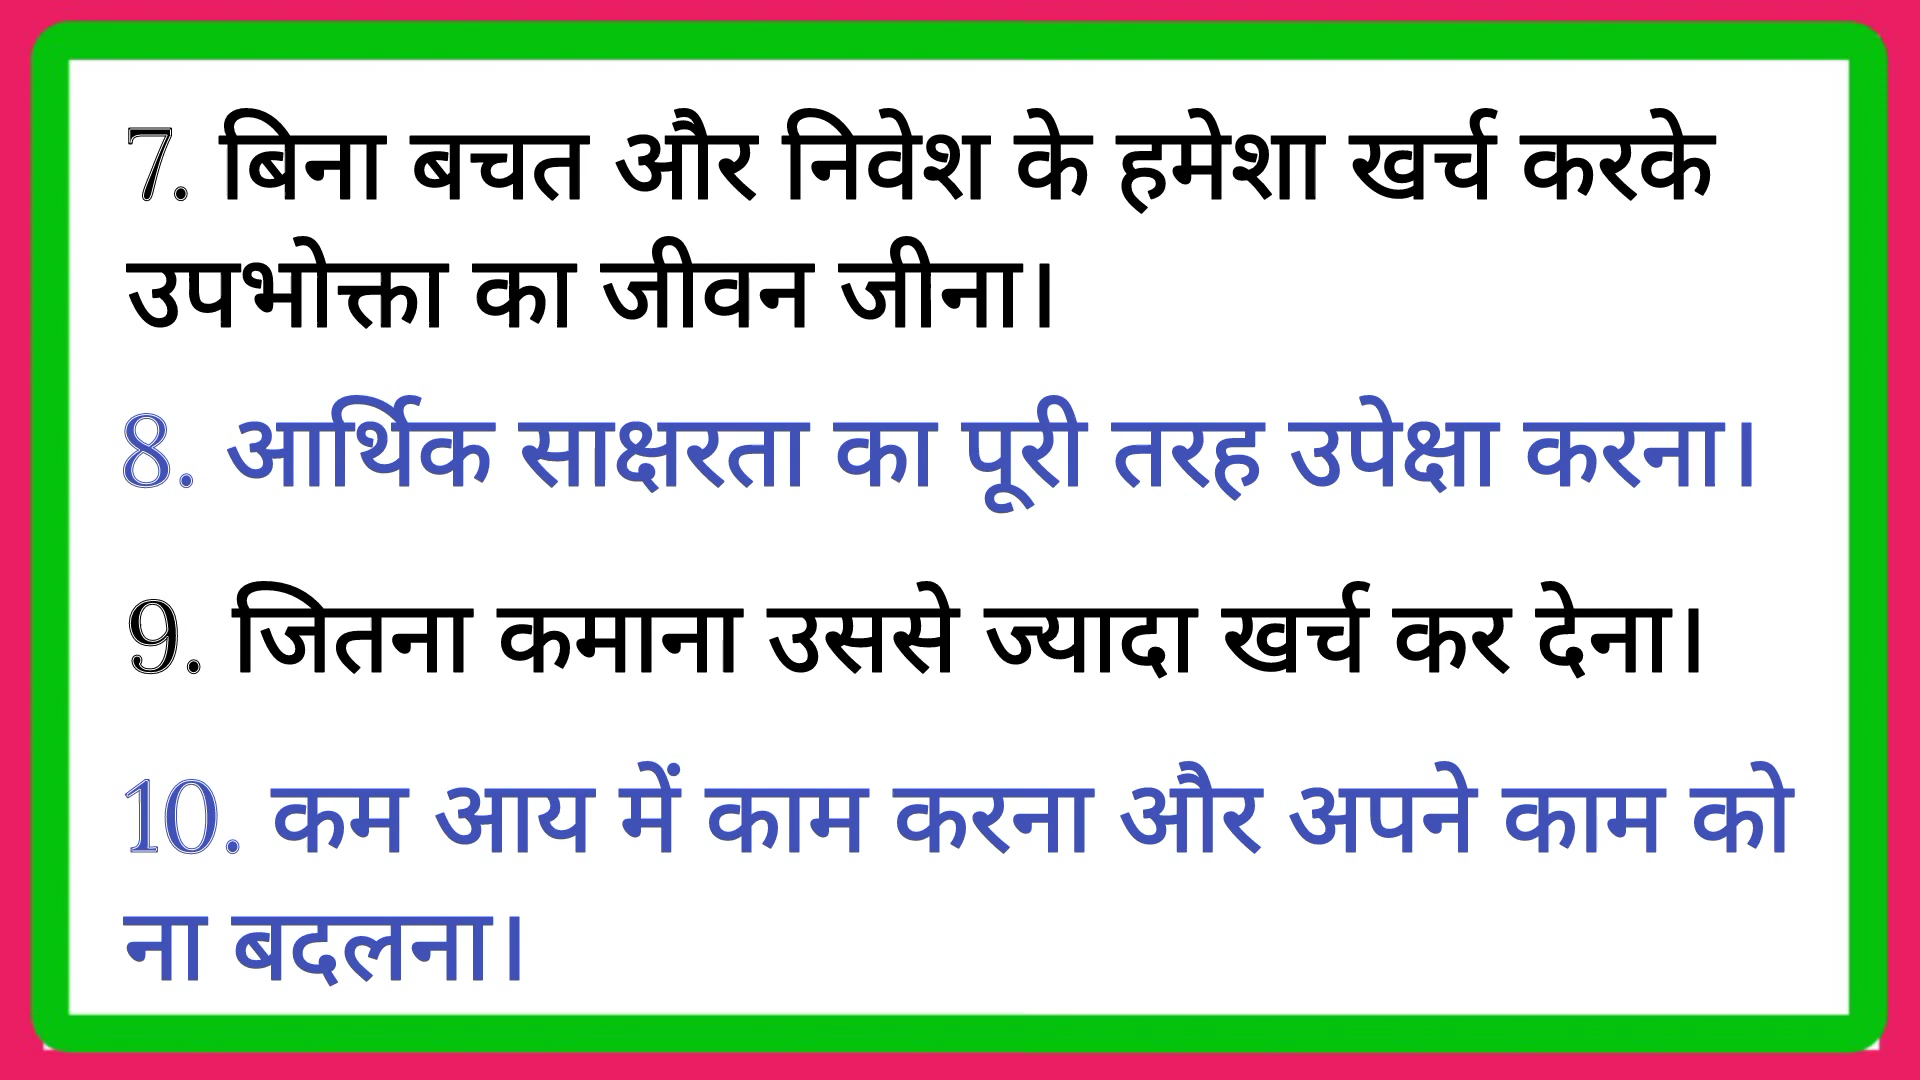 7. बिना बचत और निवेश के हमेशा खर्च करके
उपभोक्ता का जीवन जीना।
8. आर्थिक साक्षरता का पूरी तरह उपेक्षा करना।
9. जितना कमाना उससे ज्यादा खर्च कर देना।
10. कम आय में काम करना और अपने काम को
ना बदलना।